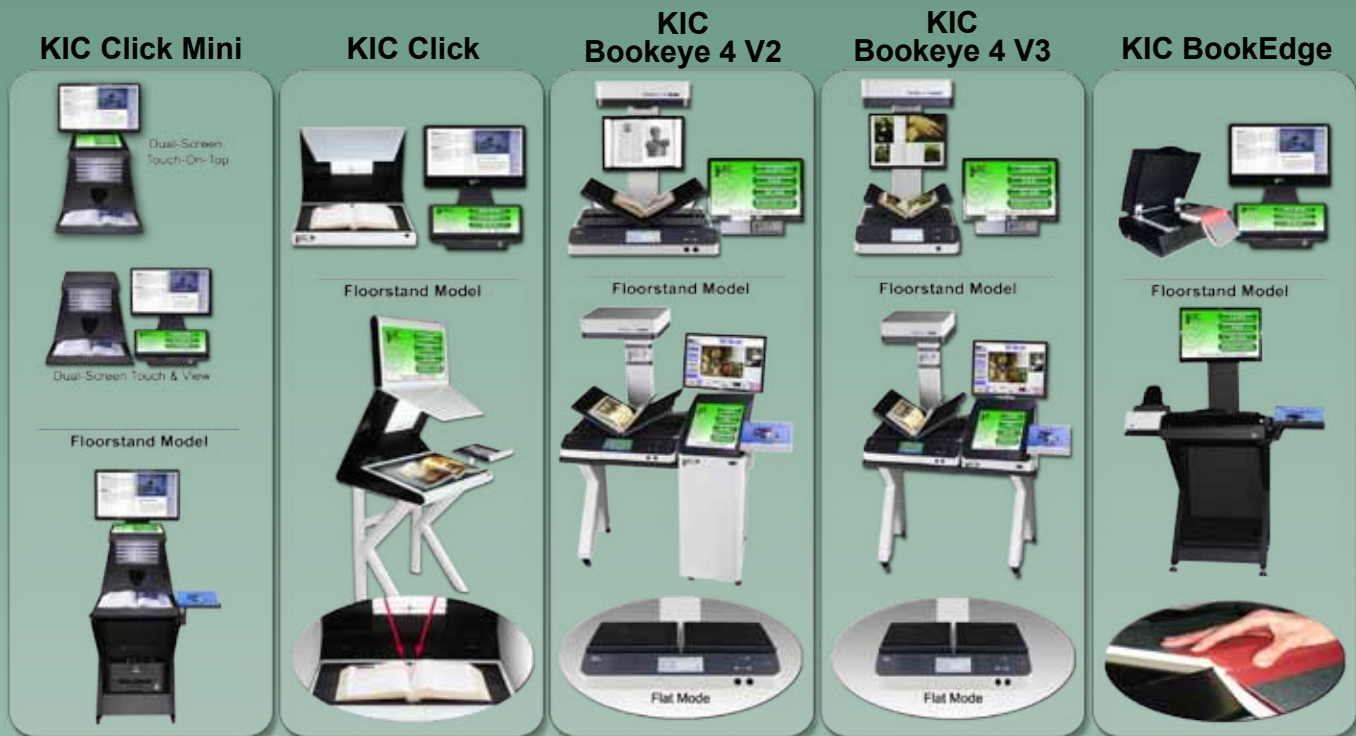 KIC Click Mini
Dual-Screen
Touch-On-Top
Dual-Screen Touch & View
Floorstand Model
KIC Click
Floorstand Model
KIC
Bookeye 4 V2
Floorstand Model
Flat Mode
KIC
Bookeye 4 V3
Floorstand Model
Flat Mode
KIC BookEdge
Floorstand Model